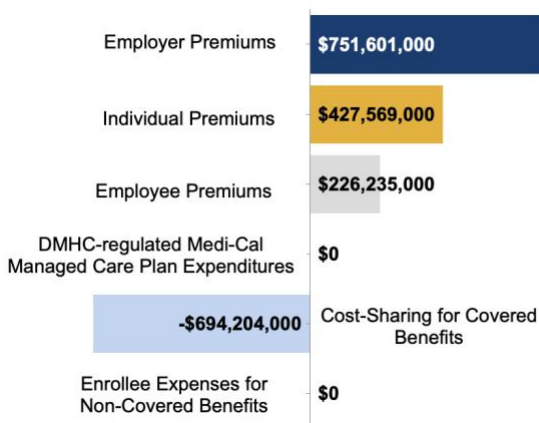 Employer Premiums
$751,601,000
Individual Premiums
$427,569,000
Employee Premiums
$226,235,000
DMHC-regulated Medi-Cal
Managed Care Plan Expenditures
$0
-$694,204,000
Cost-Sharing for Covered
Benefits
Enrollee Expenses for
Non-Covered Benefits
$0